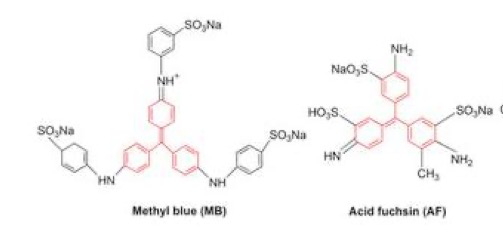 SO₃Na
NH⁺
SO₃Na
SO₃Na
HN
NH
Methyl blue (MB)
NH₂
NaO₃S
HO₃S
SO₃Na
HN
NH₂
CH₃
Acid fuchsin (AF)